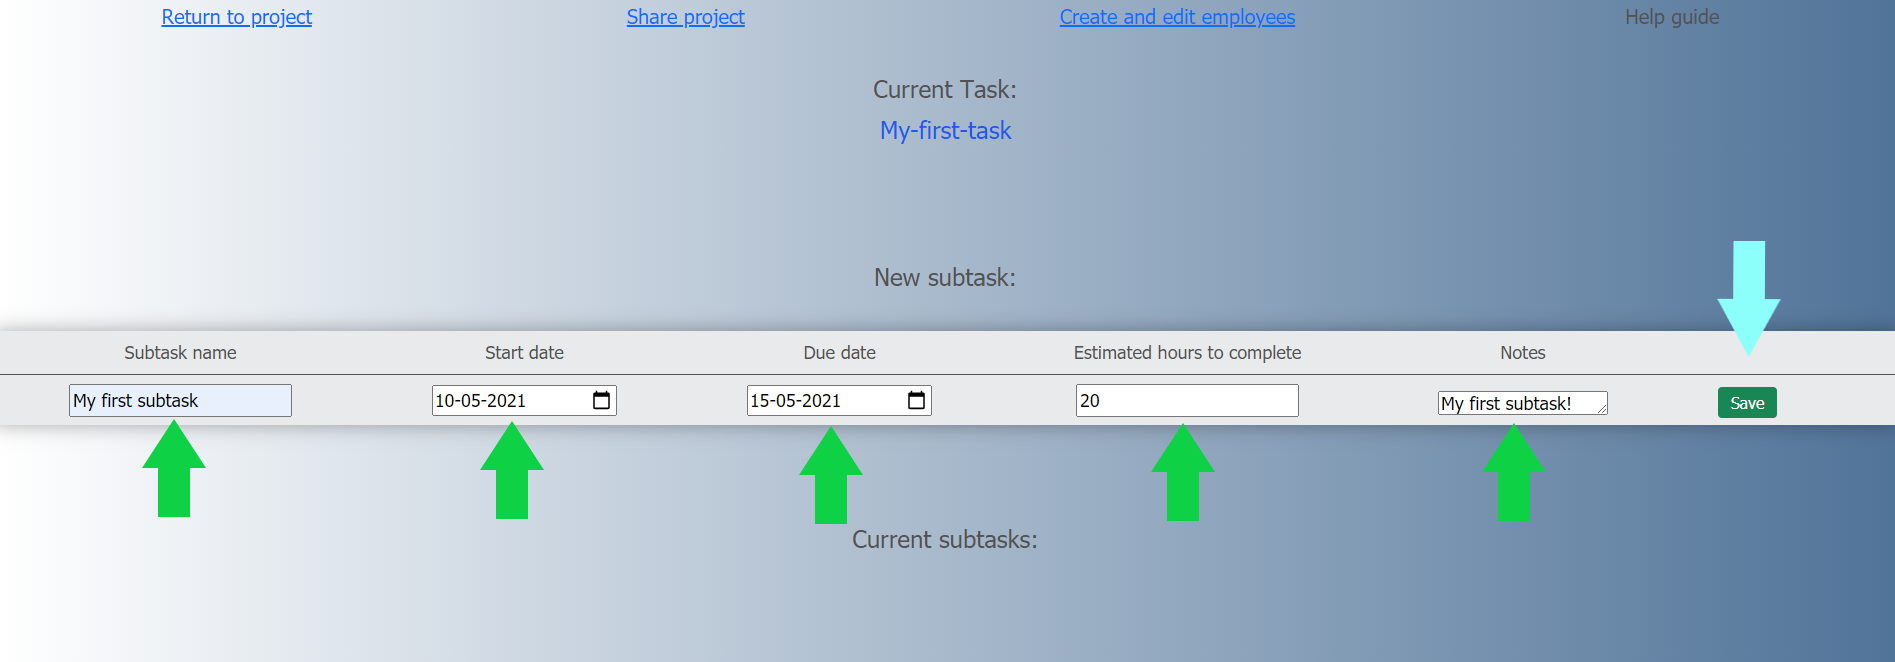 Return to project Share project Create and edit employees Help guide
Current Task:
My-first-task
New subtask:
Subtask name Start date Due date Estimated hours to complete Notes
My first subtask 10-05-2021 15-05-2021 20 My first subtask! Save
Current subtasks: